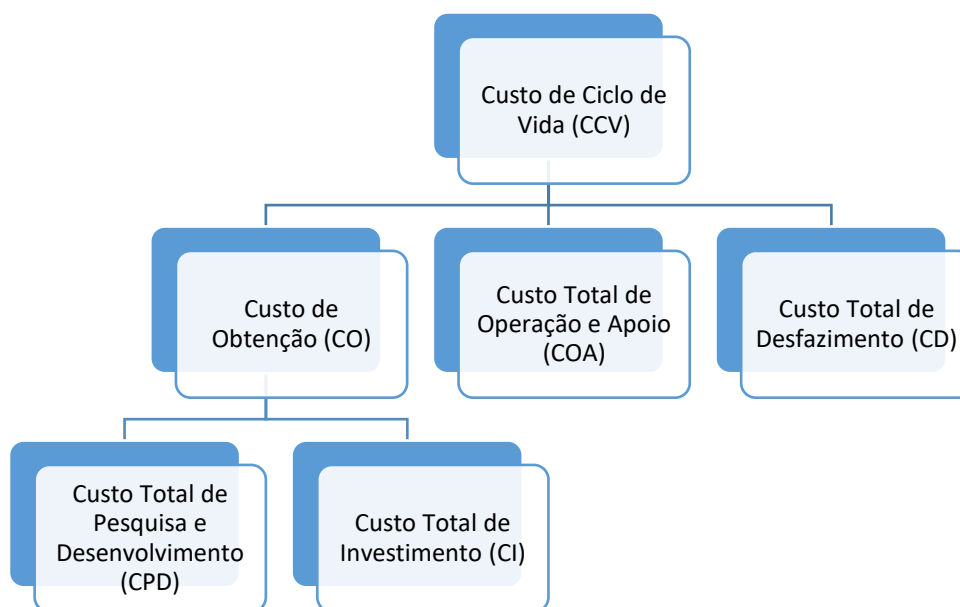 Custo de Ciclo de
Vida (CCV)
Custo de
Obtenção (CO)
Custo Total de
Operação e Apoio
(COA)
Custo Total de
Desfazimento (CD)
Custo Total de
Pesquisa e
Desenvolvimento
(CPD)
Custo Total de
Investimento (CI)